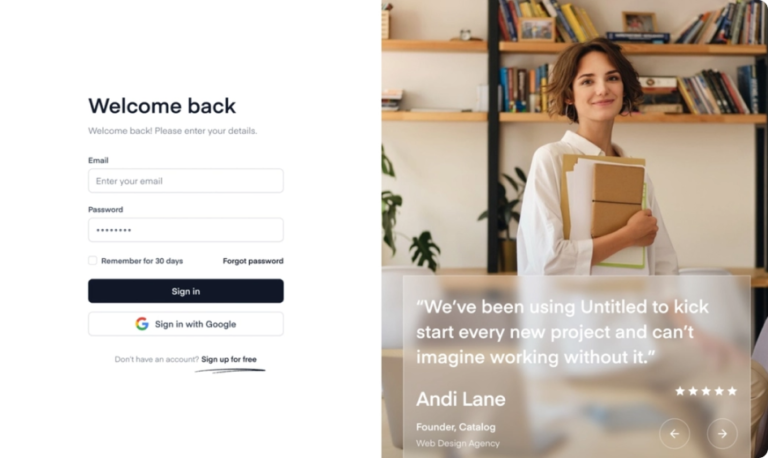 Welcome back
Welcome back! Please enter your details.
Email
Enter your email
Password
Remember for 30 days
Forgot password
Sign in
Sign in with Google
Don't have an account? Sign up for free
“We’ve been using Untitled to kick
start every new project and can’t
imagine working without it.”
Andi Lane
Founder, Catalog
Web Design Agency